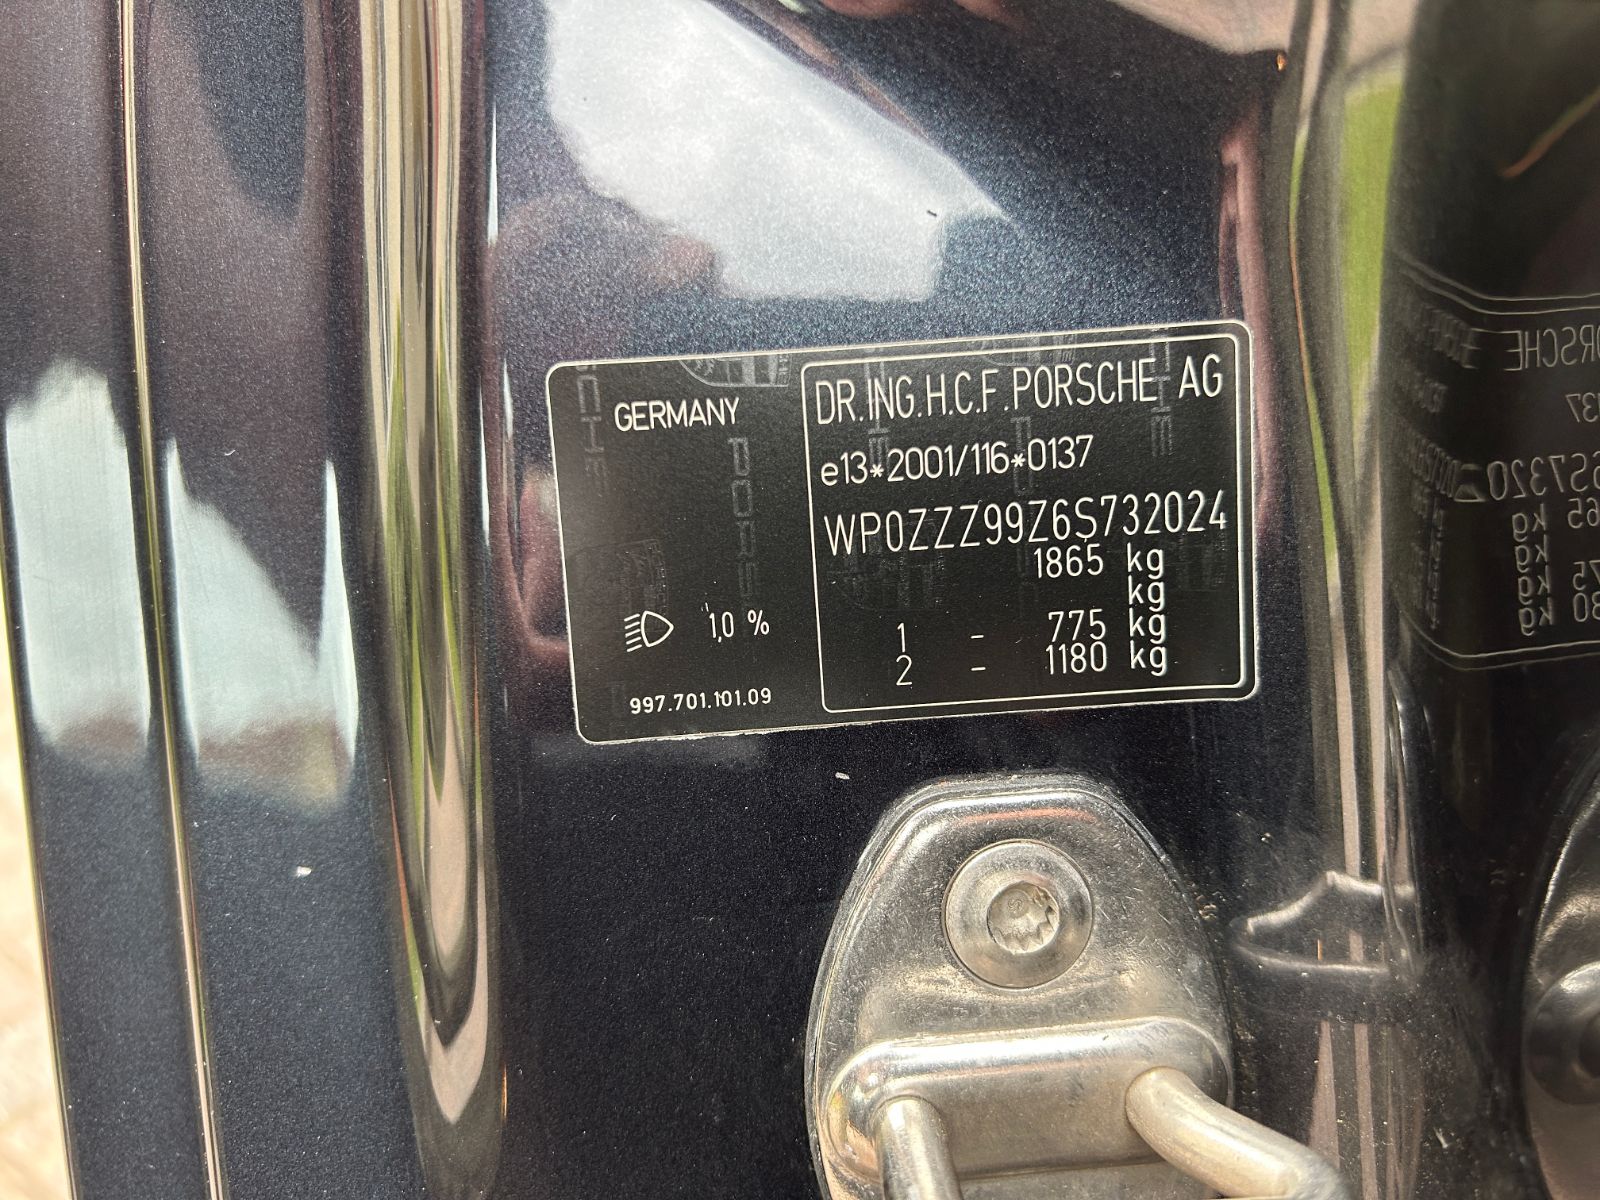 GERMANY
1,0 %
997.701.101.09
DR.ING.H.C.F.PORSCHE AG
e13*2001/116*0137
WP0ZZZ99Z6S732024
1865 kg
kg
1 - 775 kg
2 - 1180 kg